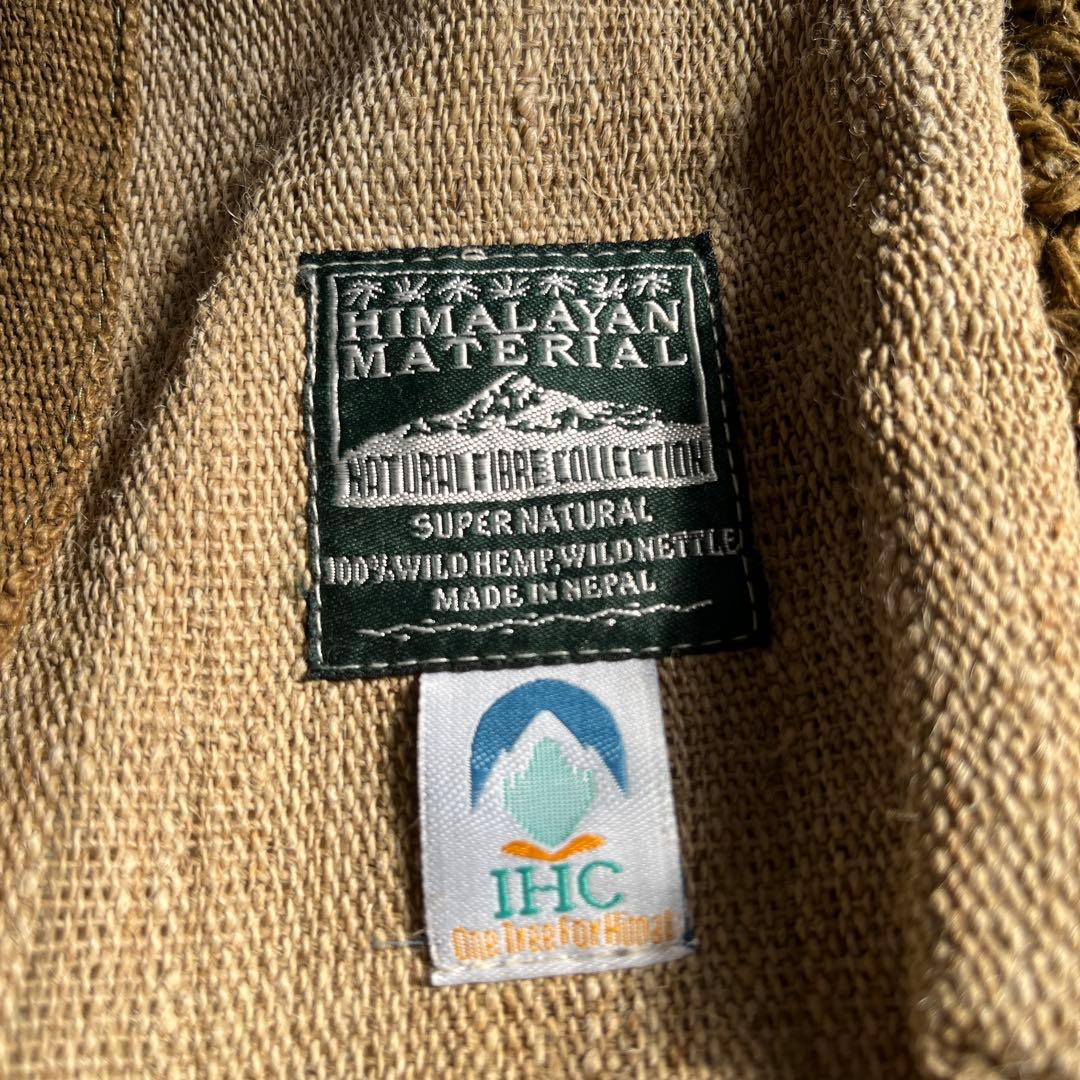 HIMALAYAN
MATERIAL
NATURAL FIBRE COLLECTION
SUPER NATURAL
100% WILD HEMP, WILD NETTLE
MADE IN NEPAL
IHC
One Tree For Himal